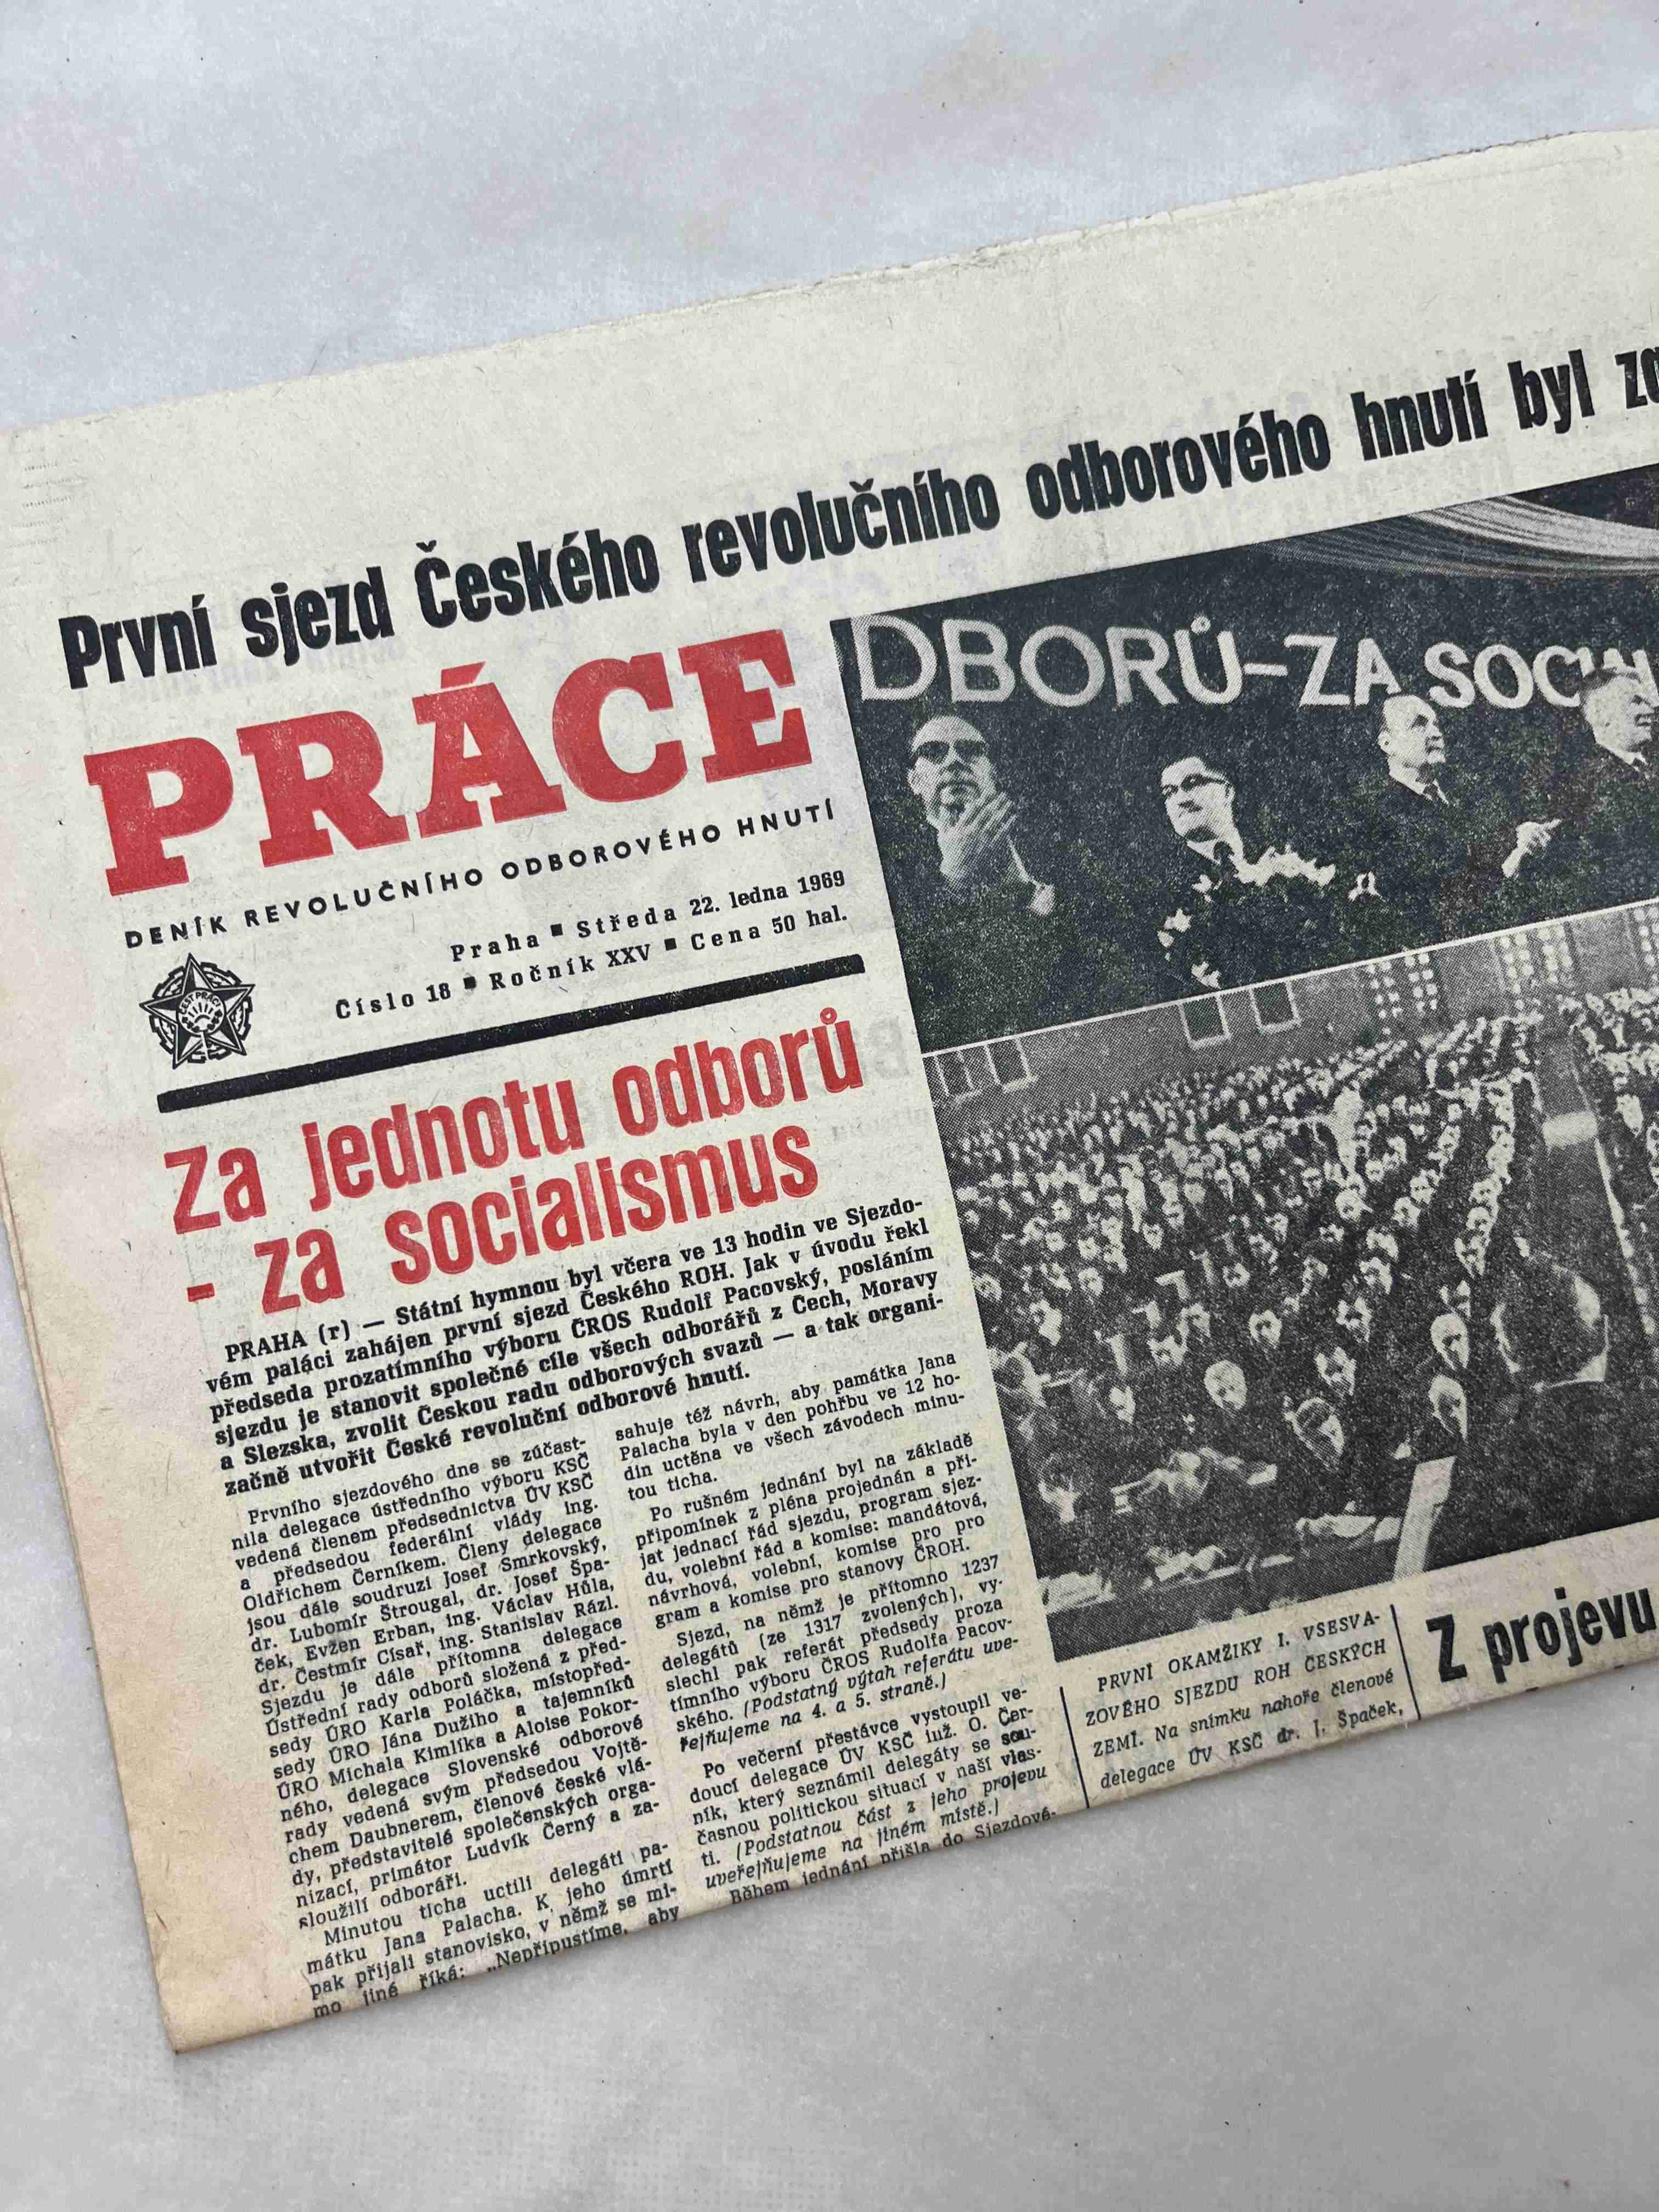 První sjezd Českého revolučního odborového hnutí byl za
PRÁCE
DENÍK REVOLUČNÍHO ODBOROVÉHO HNUTÍ
Praha ▪ Středa 22. ledna 1969
Číslo 18 ▪ Ročník XXV ▪ Cena 50 hal.
ČEST PRÁCI
DBORŮ-ZA SOCI
Za jednotu odborů
- za socialismus
PRAHA (r) — Státní hymnou byl včera ve 13 hodin ve Sjezdo-
vém paláci zahájen první sjezd Českého ROH. Jak v úvodu řekl
předseda prozatímního výboru ČROS Rudolf Pacovský, posláním
sjezdu je stanovit společné cíle všech odborářů z Čech, Moravy
a Slezska, zvolit Českou radu odborových svazů — a tak organi-
začně utvořit České revoluční odborové hnutí.
Prvního sjezdového dne se zúčast-
nila delegace ústředního výboru KSČ
vedená členem předsednictva ÚV KSČ
a předsedou federální vlády ing.
Oldřichem Černíkem. Členy delegace
jsou dále soudruzi Josef Smrkovský,
dr. Lubomír Štrougal, dr. Josef Špa-
ček, Evžen Erban, ing. Václav Hůla,
dr. Čestmír Císař, ing. Stanislav Rázl.
Sjezdu je dále přítomna delegace
Ústřední rady odborů složená z před-
sedy ÚRO Karla Poláčka, místopřed-
sedy ÚRO Jána Dužiho a tajemníků
ÚRO Michala Kimlíka a Aloise Pokor-
ného, delegace Slovenské odborové
rady vedená svým předsedou Vojtě-
chem Daubnerem, členové české vlá-
dy, představitelé společenských orga-
nizací, primátor Ludvík Černý a za-
sloužilí odboráři.
Minutou ticha uctili delegáti pa-
mátku Jana Palacha. K jeho úmrtí
pak přijali stanovisko, v němž se mi-
mo jiné říká: „Nepřipustíme, aby
sahuje též návrh, aby památka Jana
Palacha byla v den pohřbu ve 12 ho-
din uctěna ve všech závodech minu-
tou ticha.
Po rušném jednání byl na základě
připomínek z pléna projednán a při-
jat jednací řád sjezdu, program sjez-
du, volební řád a komise: mandátová,
návrhová, volební, komise pro pro
gram a komise pro stanovy ČROH.
Sjezd, na němž je přítomno 1237
delegátů (ze 1317 zvolených), vy-
slechl pak referát předsedy proza
tímního výboru ČROS Rudolfa Pacov-
ského. (Podstatný výtah referátu uve-
řejňujeme na 4. a 5. straně.)
Po večerní přestávce vystoupil ve-
doucí delegace ÚV KSČ inž. O. Čer-
ník, který seznámil delegáty se sou-
časnou politickou situací v naší vlas-
ti. (Podstatnou část z jeho projevu
uveřejňujeme na jiném místě.)
Během jednání přišla do Sjezdové-
PRVNÍ OKAMŽIKY I. VSESVA-
ZOVÉHO SJEZDU ROH ČESKÝCH
ZEMÍ. Na snímku nahoře členové
delegace ÚV KSČ dr. J. Špaček,
Z projevu